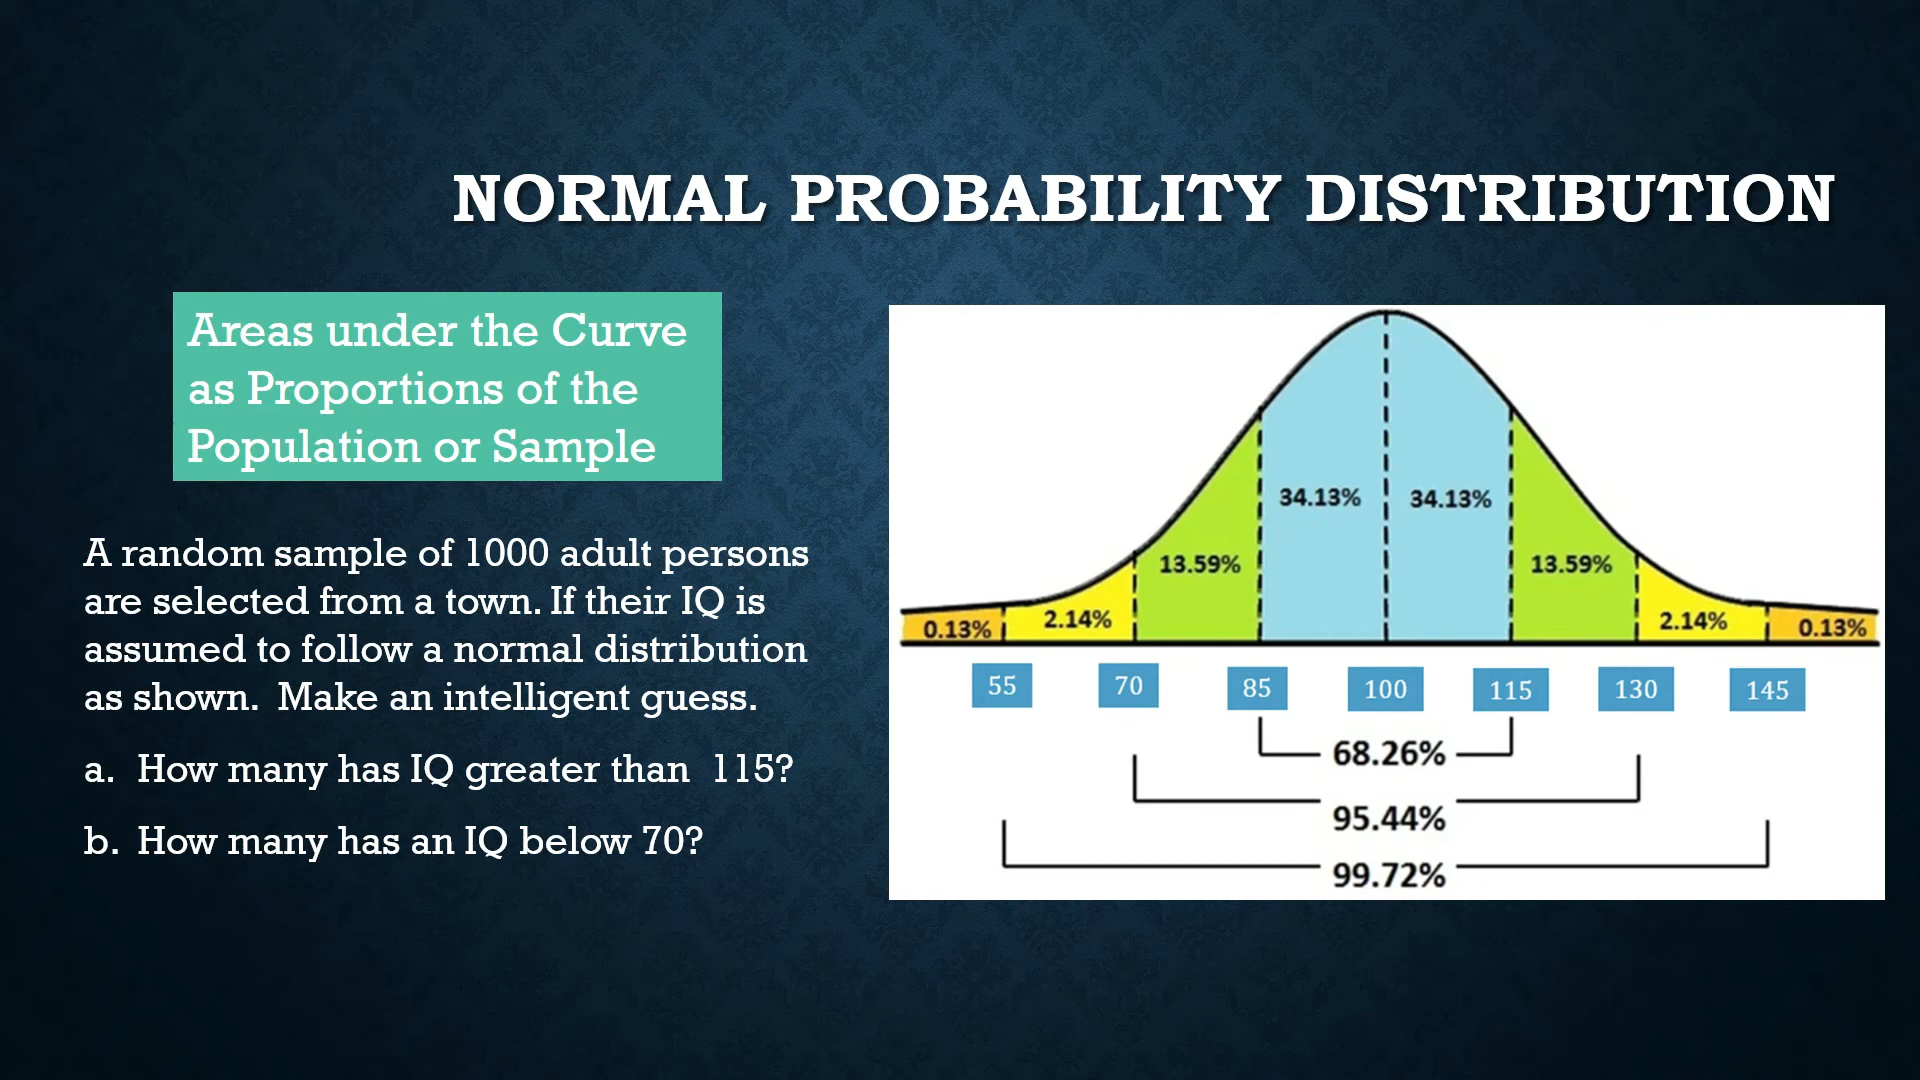 NORMAL PROBABILITY DISTRIBUTION
Areas under the Curve
as Proportions of the
Population or Sample
A random sample of 1000 adult persons
are selected from a town. If their IQ is
assumed to follow a normal distribution
as shown.  Make an intelligent guess.
a. How many has IQ greater than  115?
b. How many has an IQ below 70?
34.13% 34.13%
13.59% 13.59%
0.13% 2.14% 2.14% 0.13%
55 70 85 100 115 130 145
68.26%
95.44%
99.72%